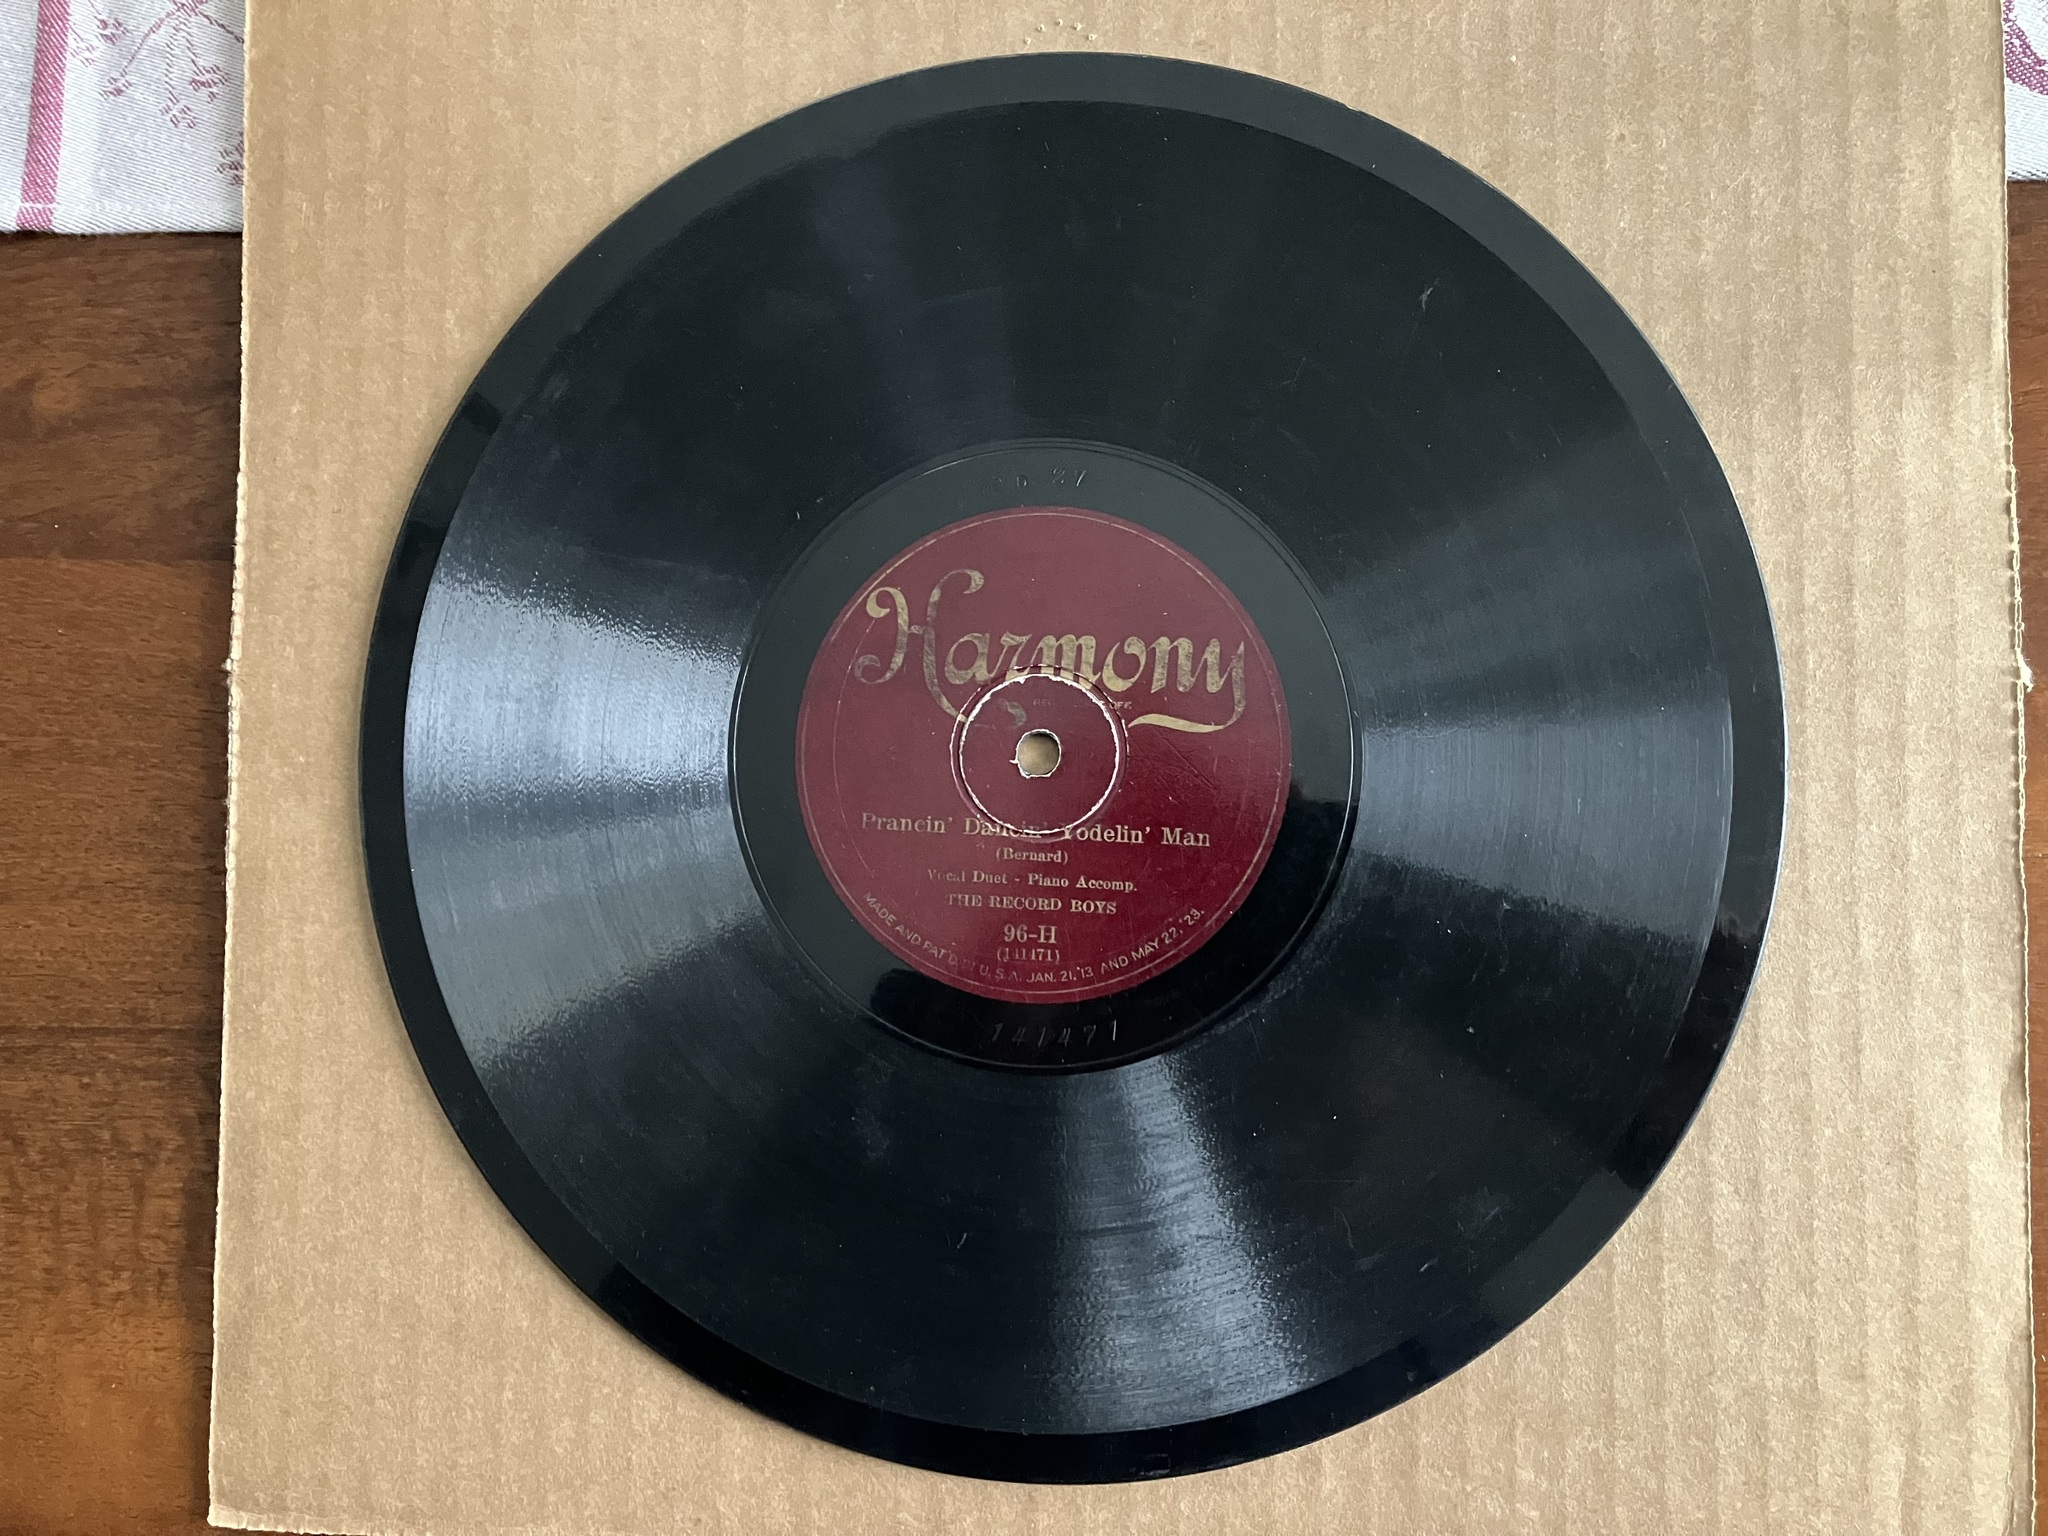 D 27
Harmony
Prancin' Dancin' Yodelin' Man
(Bernard)
Vocal Duet - Piano Accomp.
THE RECORD BOYS
96-H
(141471)
MADE AND PAT'D IN U.S.A. JAN. 21, '13 AND MAY 22, '23.
141471